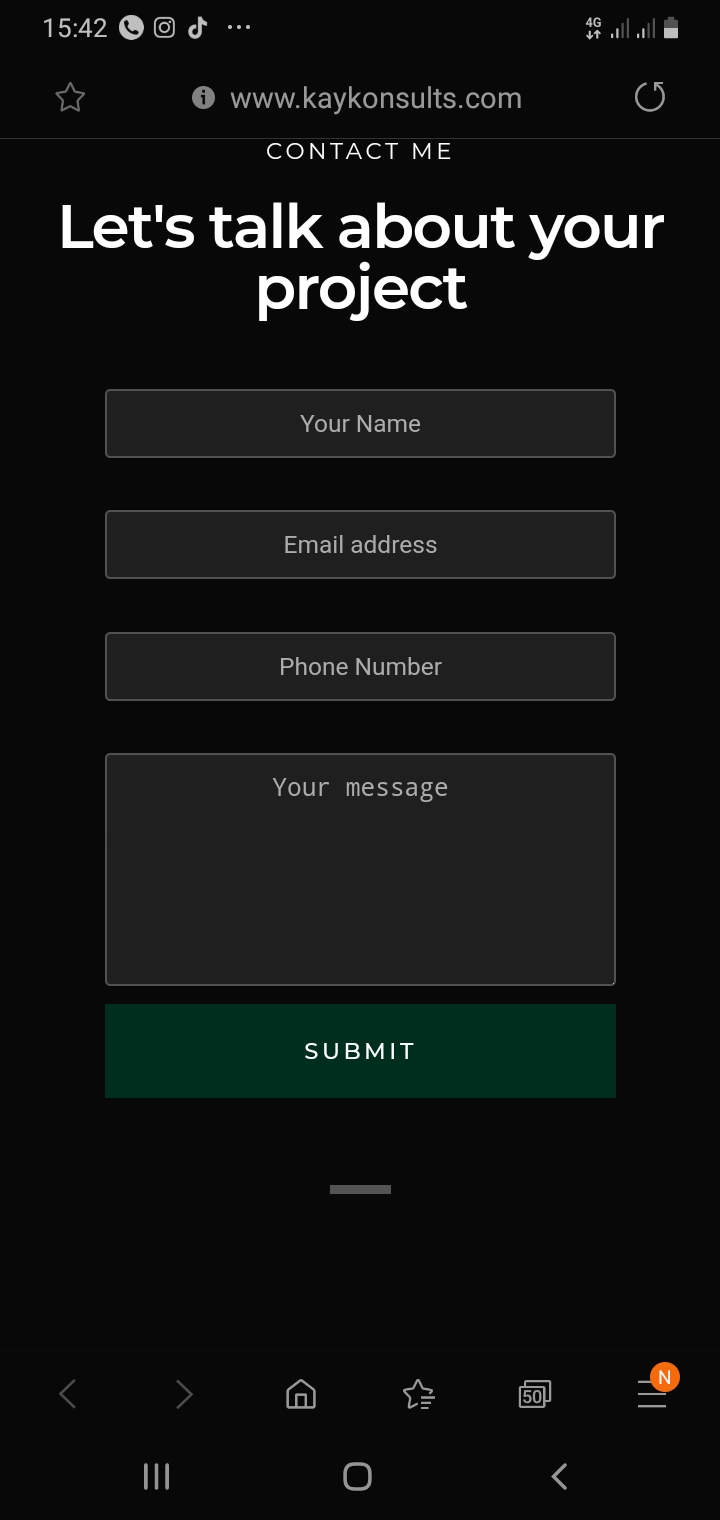 15:42
4G
www.kaykonsults.com
CONTACT ME
Let's talk about your
project
Your Name
Email address
Phone Number
Your message
SUBMIT
50
N